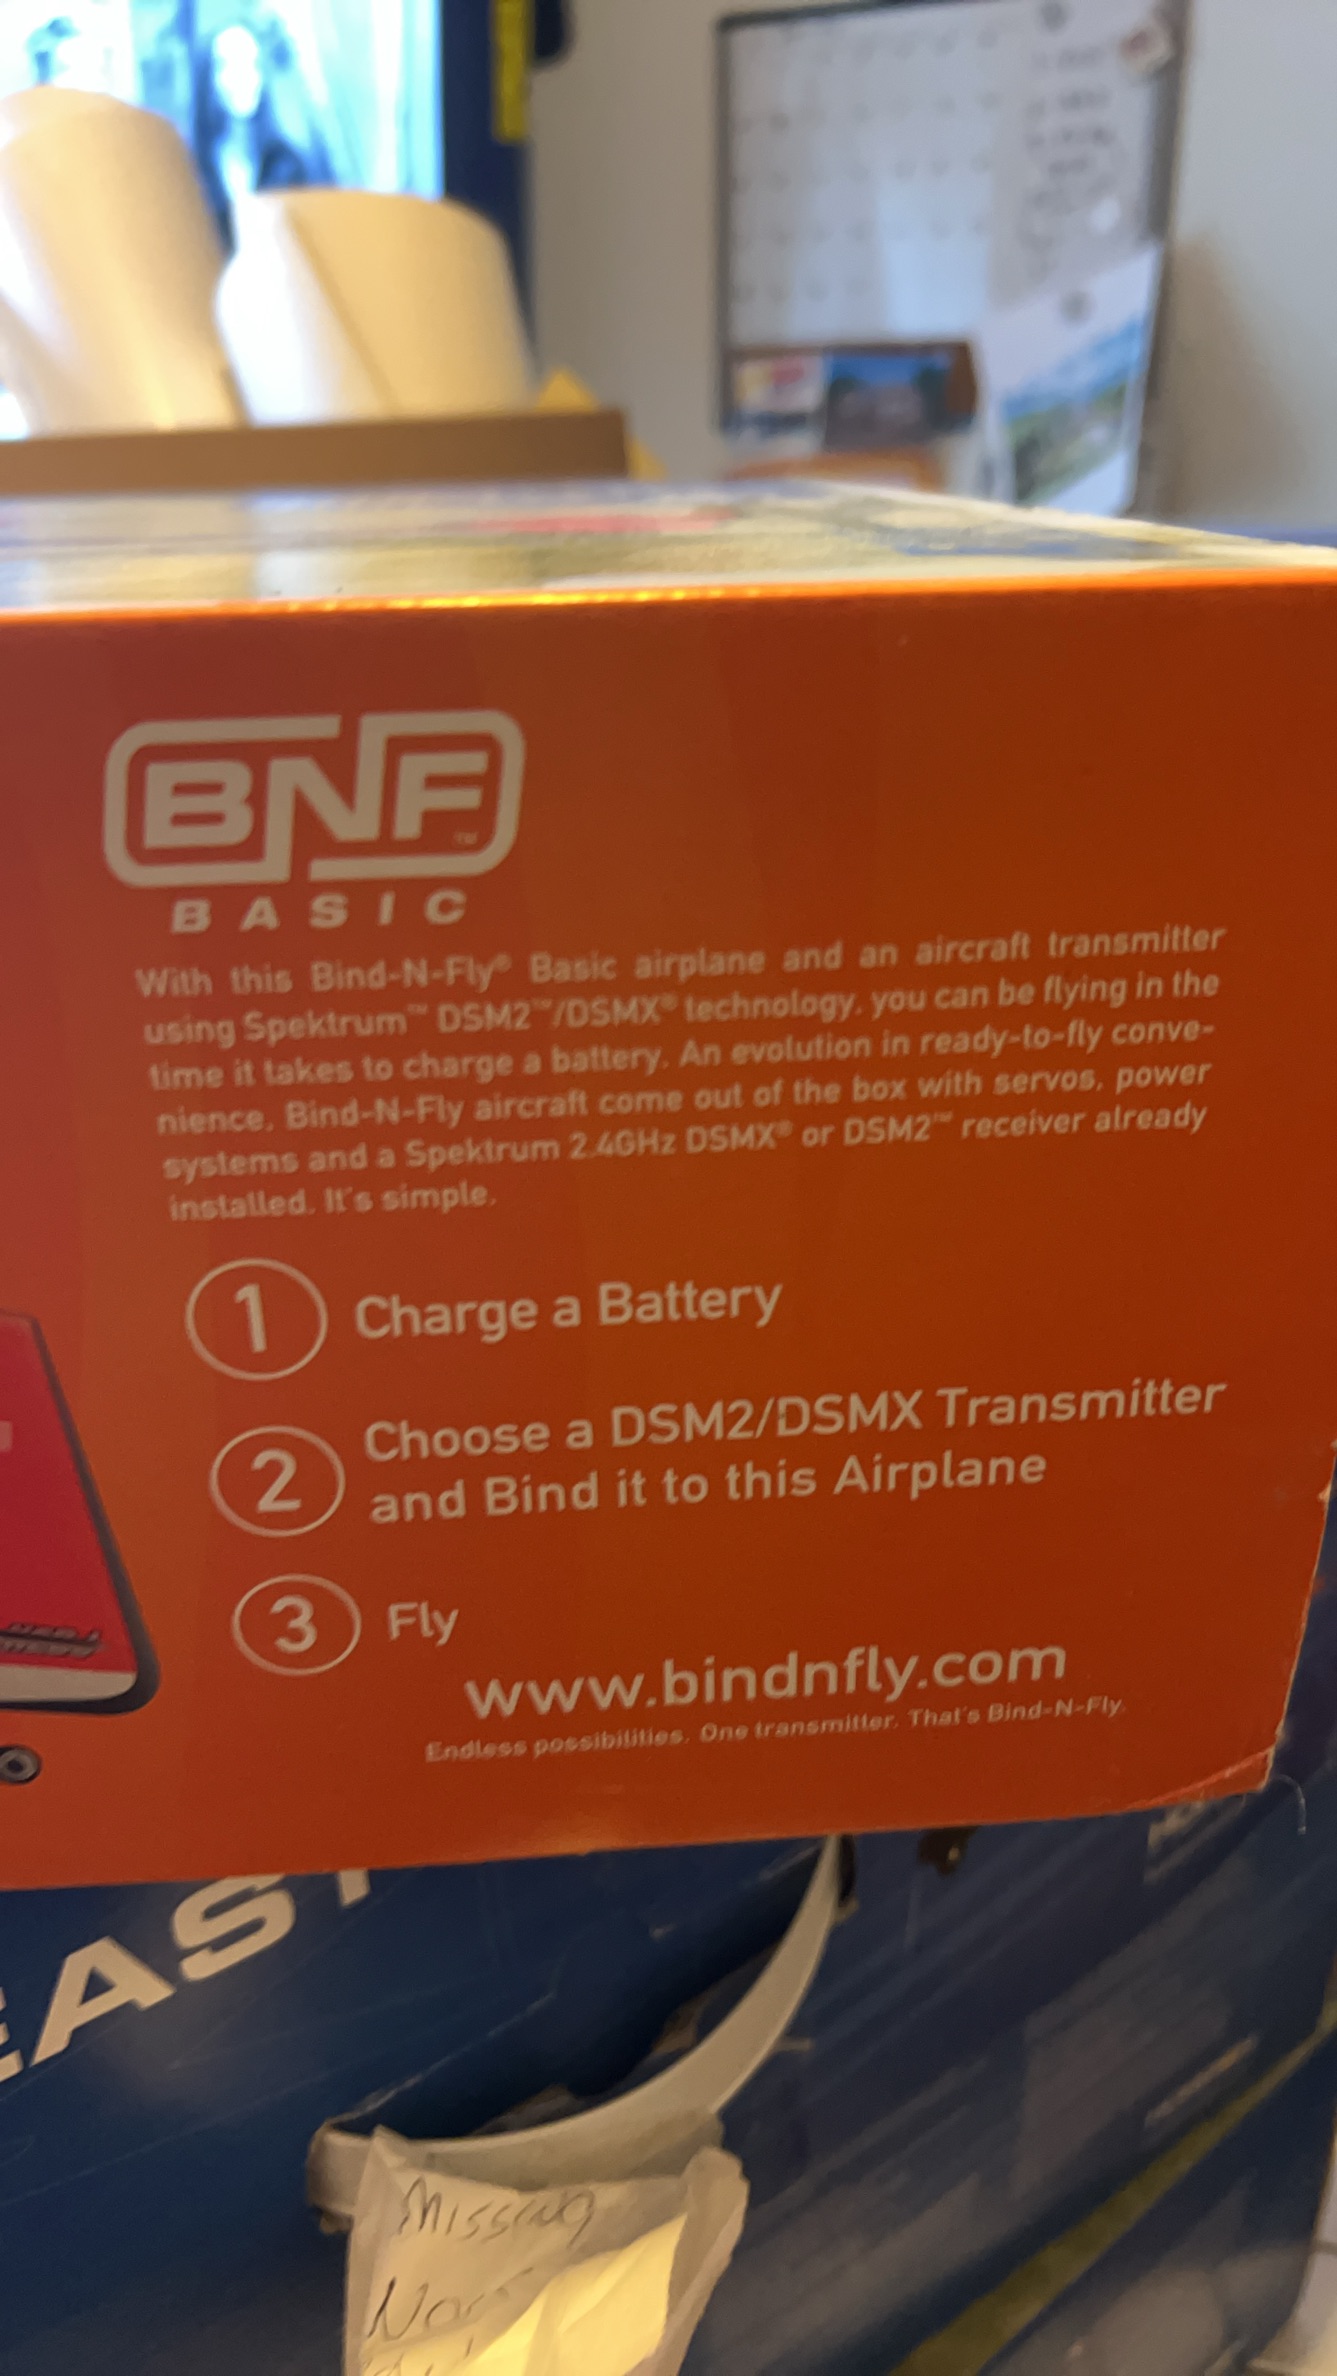 BNF™
BASIC
With this Bind-N-Fly® Basic airplane and an aircraft transmitter
using Spektrum™ DSM2™/DSMX® technology, you can be flying in the
time it takes to charge a battery. An evolution in ready-to-fly conve-
nience, Bind-N-Fly aircraft come out of the box with servos, power
systems and a Spektrum 2.4GHz DSMX® or DSM2™ receiver already
installed. It's simple.
1 Charge a Battery
2 Choose a DSM2/DSMX Transmitter
and Bind it to this Airplane
3 Fly
www.bindnfly.com
Endless possibilities. One transmitter. That's Bind-N-Fly.
EAST
Missing